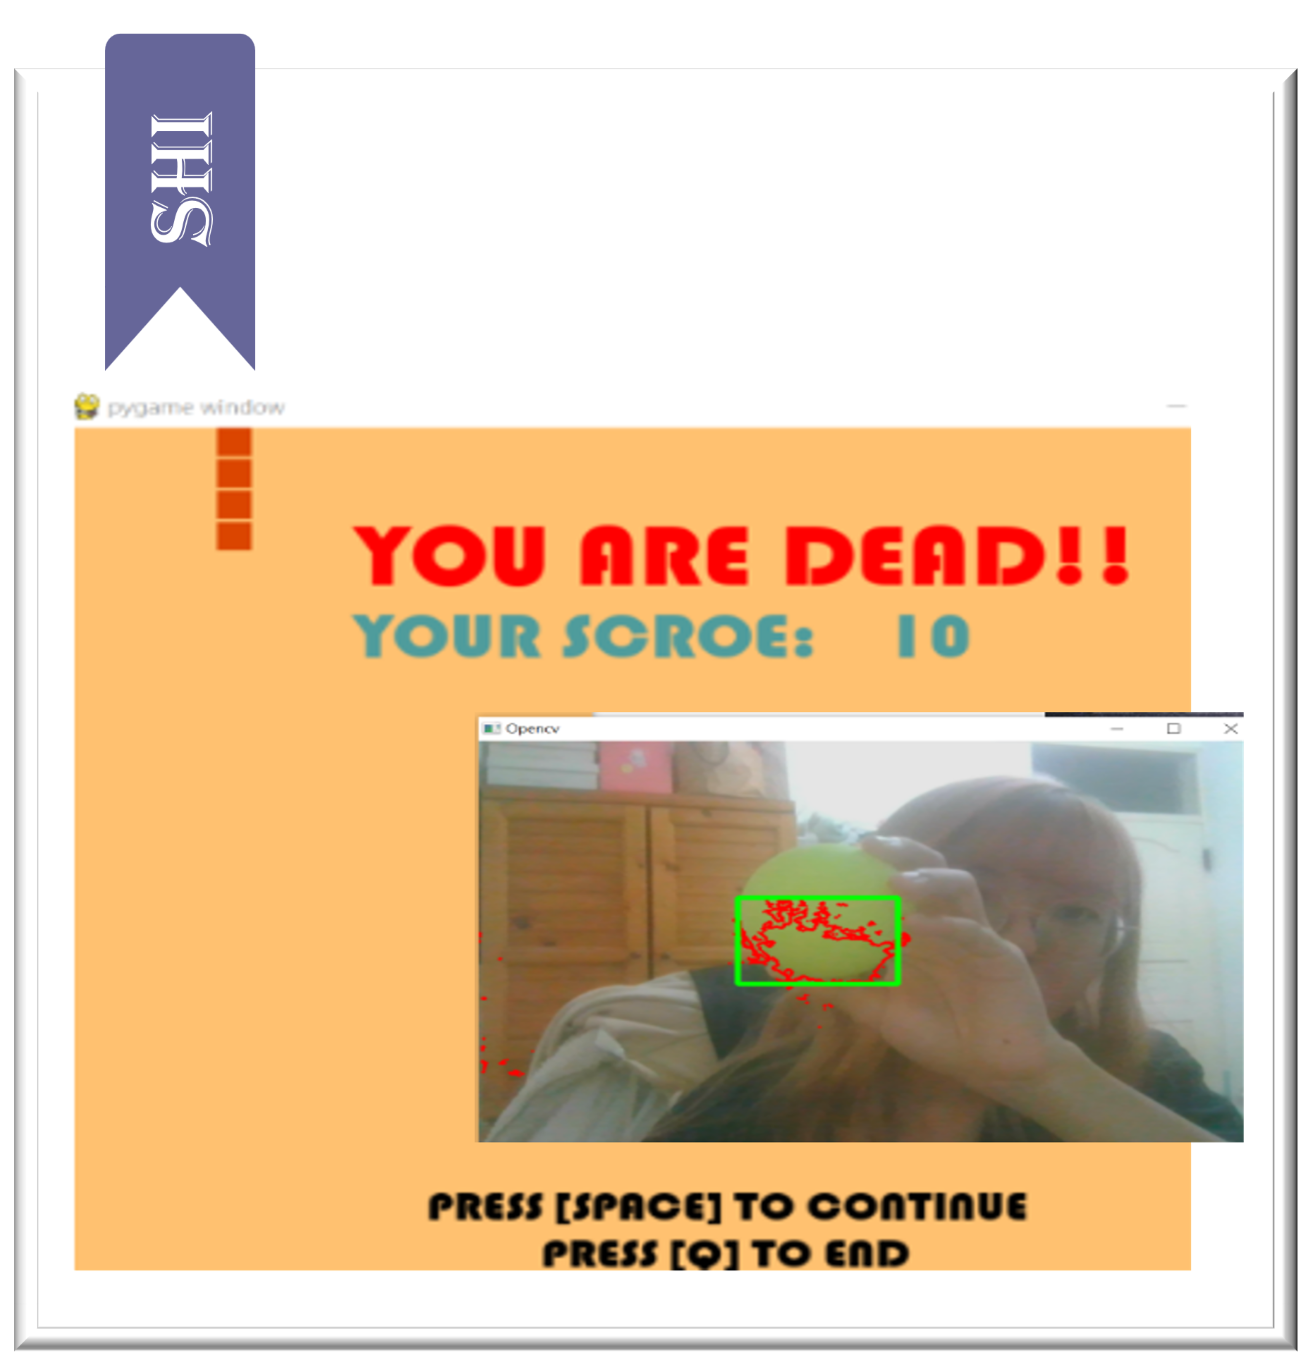 SHI
pygame window
YOU ARE DEAD!!
YOUR SCROE: 10
Opencv
PRESS [SPACE] TO CONTINUE
PRESS [Q] TO END